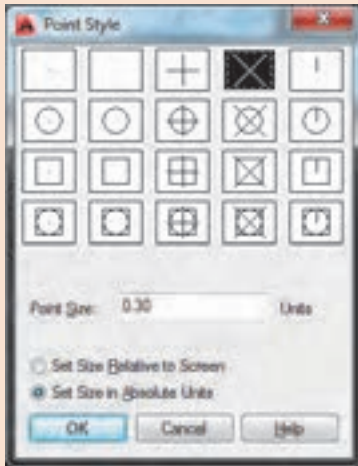 Point Style
Point Size: 0.30 Units
Set Size Relative to Screen
Set Size in Absolute Units
OK Cancel Help